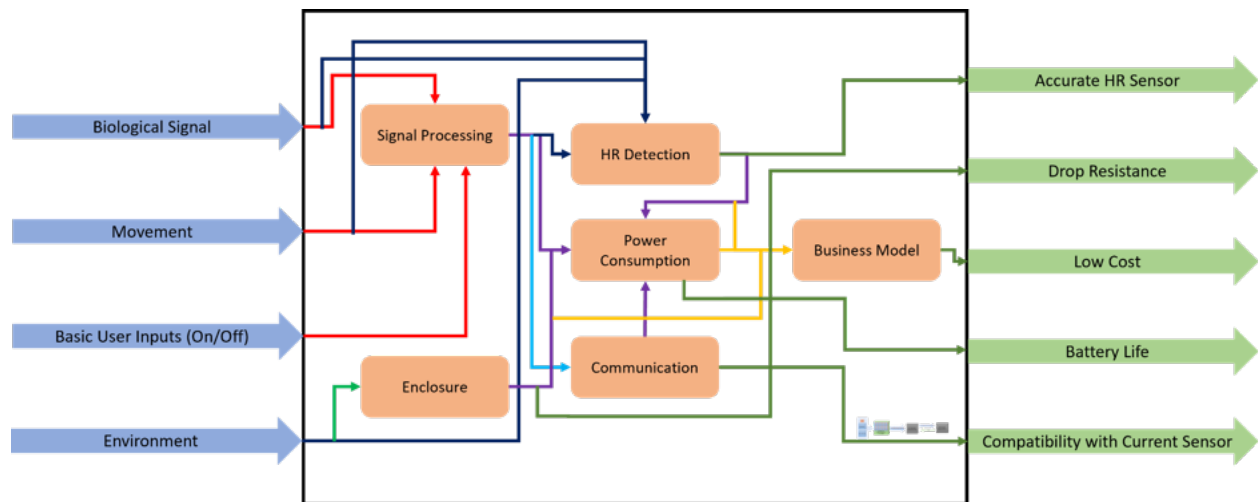 Biological Signal
Movement
Basic User Inputs (On/Off)
Environment
Signal Processing
HR Detection
Power
Consumption
Business Model
Enclosure
Communication
Accurate HR Sensor
Drop Resistance
Low Cost
Battery Life
Compatibility with Current Sensor